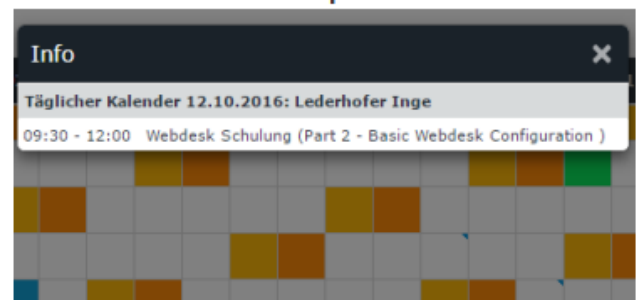 Info
Täglicher Kalender 12.10.2016: Lederhofer Inge
09:30 - 12:00 Webdesk Schulung (Part 2 - Basic Webdesk Configuration )